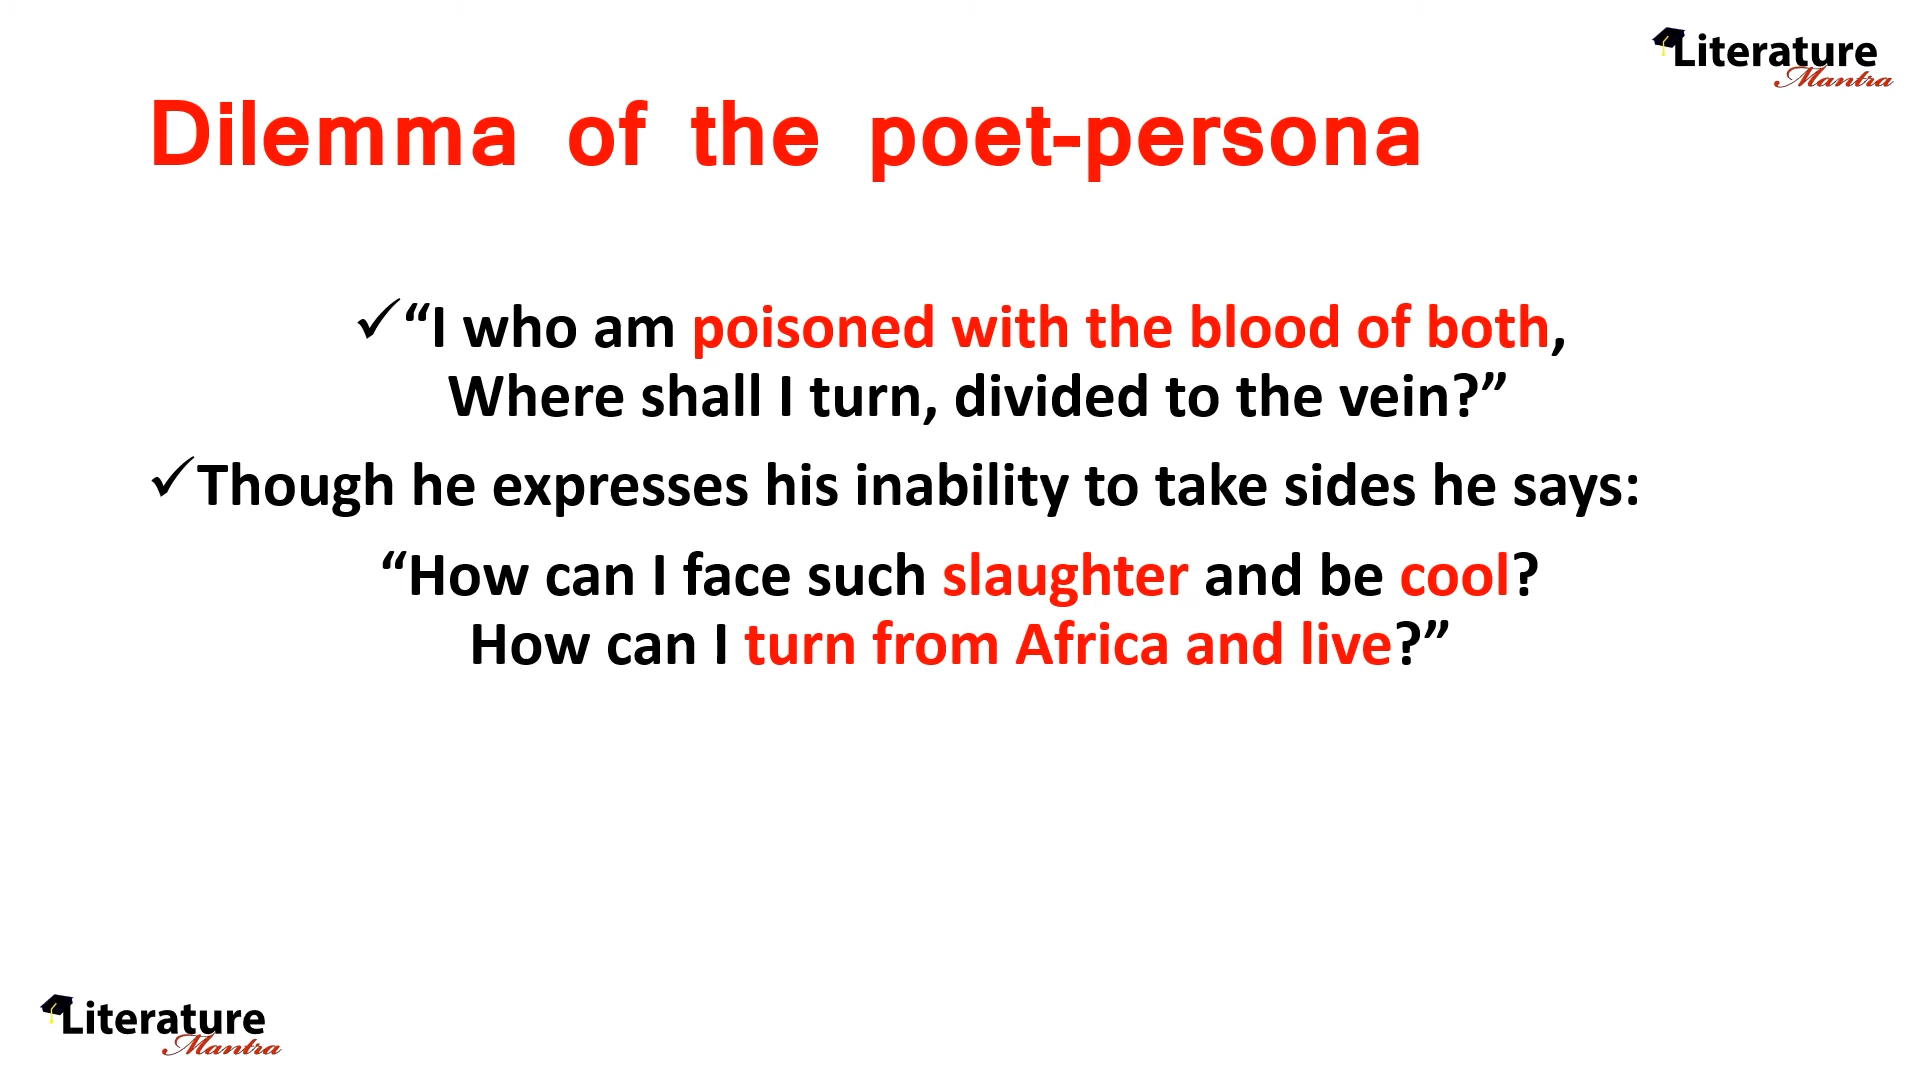 Literature
Mantra
Dilemma of the poet-persona
✓“I who am poisoned with the blood of both,
Where shall I turn, divided to the vein?”
✓Though he expresses his inability to take sides he says:
“How can I face such slaughter and be cool?
How can I turn from Africa and live?”
Literature
Mantra